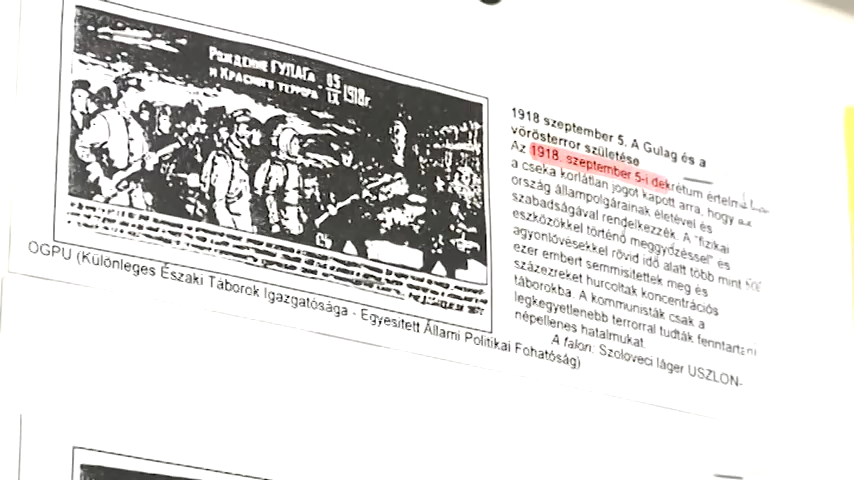 РОЖДЕНИЕ ГУЛАГА
и КРАСНОГО ТЕРРОРА - 05/IX 1918г.
1918 szeptember 5. A Gulag és a
vörösterror születése
Az 1918. szeptember 5-i dekrétum értelmében
a cseka korlátlan jogot kapott arra, hogy az
ország állampolgárainak életével és
szabadságával rendelkezzék. A "fizikai
eszközökkel történő meggyőzéssel" és
agyonlövésekkel rövid idő alatt több mint
ezer embert semmisítettek meg és
százezreket hurcoltak koncentrációs
táborokba. A kommunisták csak a
legkegyetlenebb terrorral tudták fenntartani
népellenes hatalmukat.
A falon: Szoloveci láger USZLON-
OGPU (Különleges Északi Táborok Igazgatósága - Egyesített Állami Politikai Fohatóság)